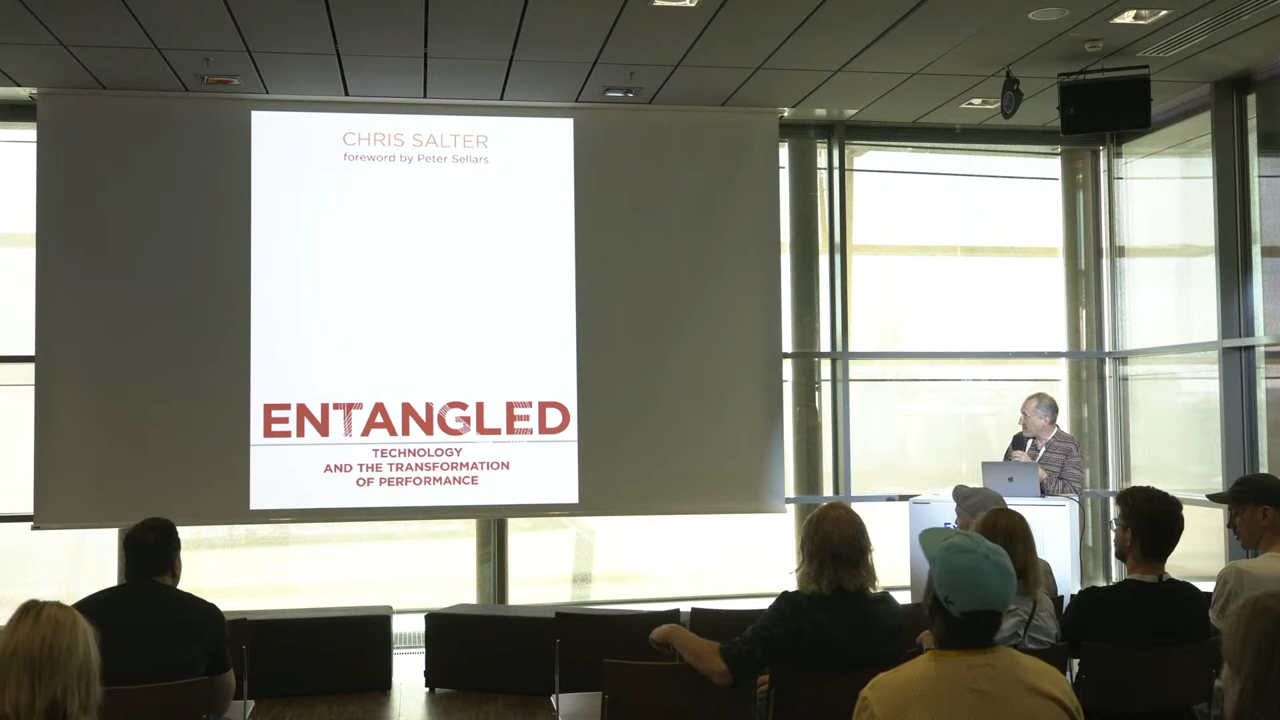 CHRIS SALTER
foreword by Peter Sellars
ENTANGLED
TECHNOLOGY
AND THE TRANSFORMATION
OF PERFORMANCE